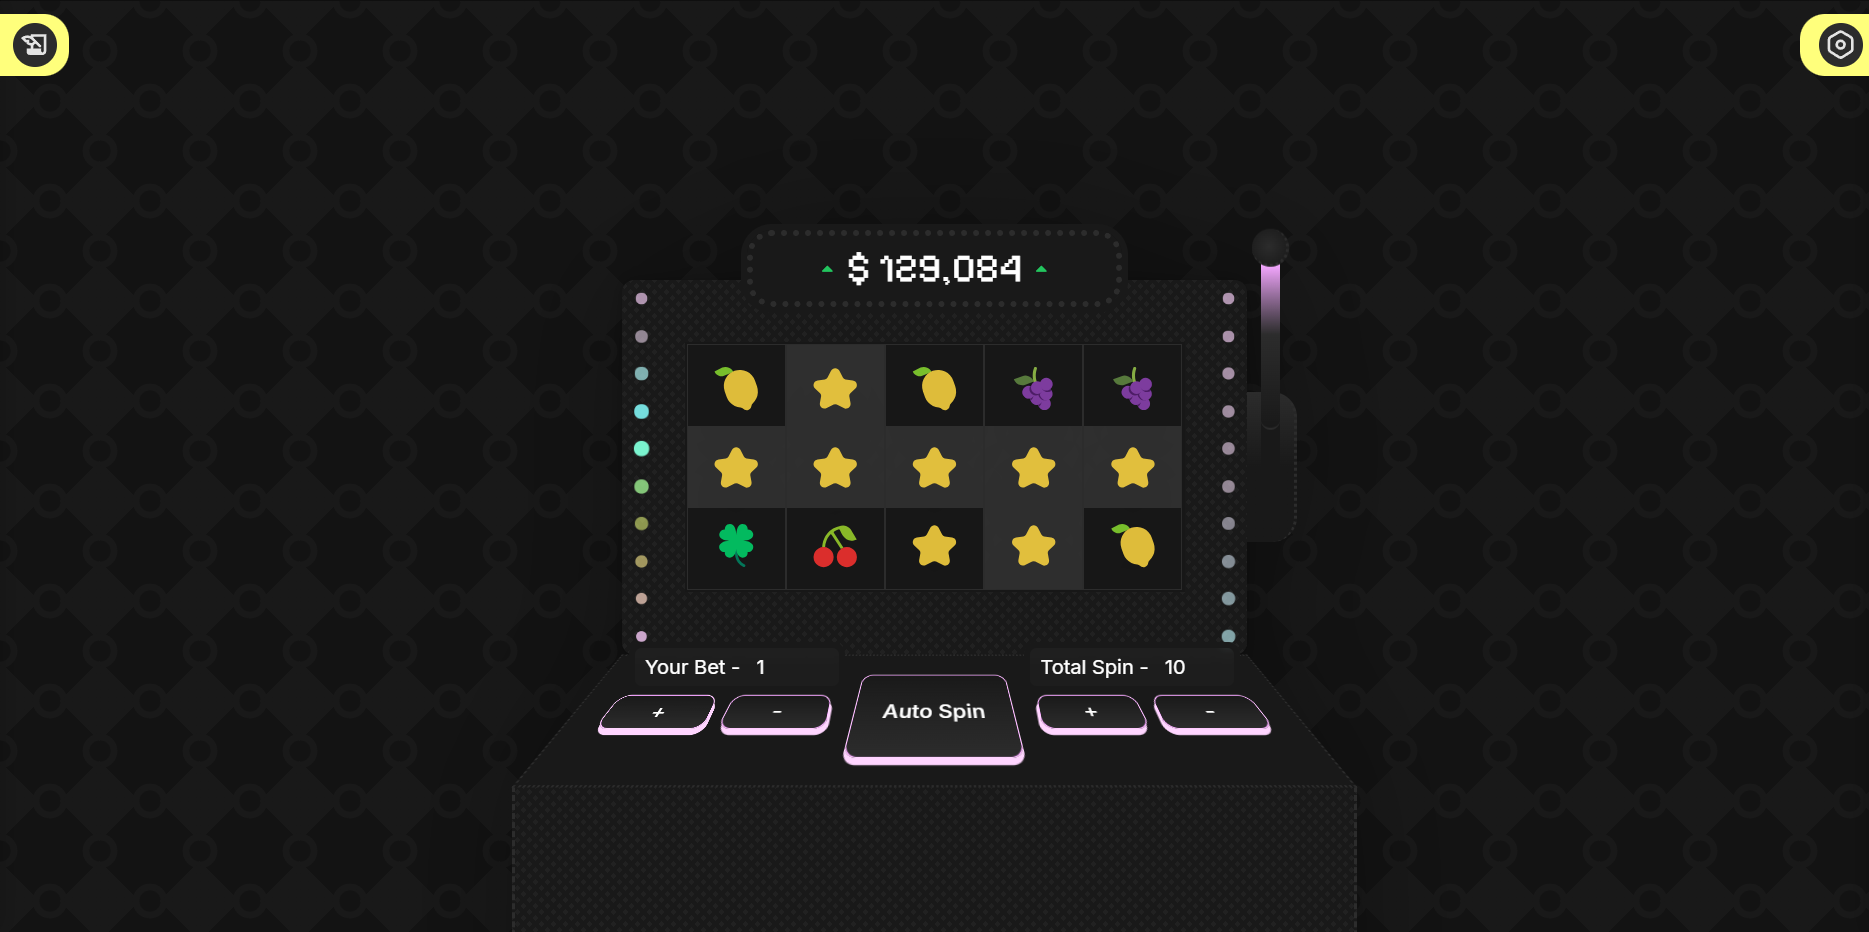 $ 129,084
Your Bet - 1
Total Spin - 10
+ - Auto Spin + -